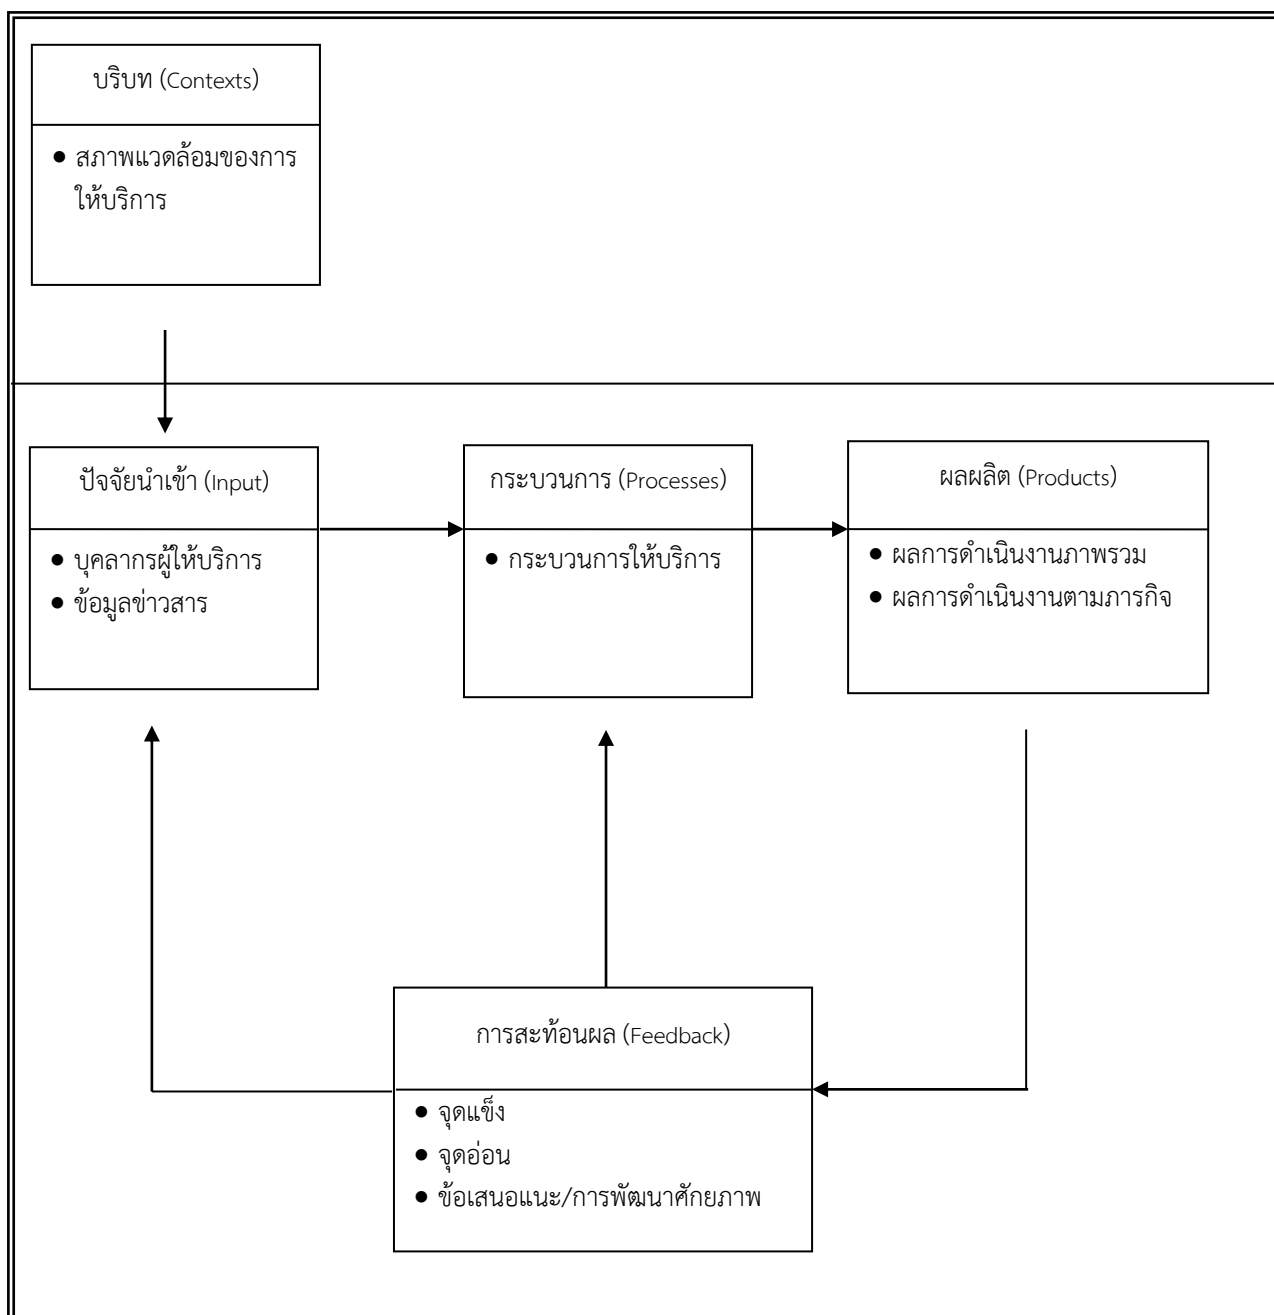 บริบท (Contexts)
● สภาพแวดล้อมของการ
ให้บริการ
ปัจจัยนำเข้า (Input)
● บุคลากรผู้ให้บริการ
● ข้อมูลข่าวสาร
กระบวนการ (Processes)
● กระบวนการให้บริการ
ผลผลิต (Products)
● ผลการดำเนินงานภาพรวม
● ผลการดำเนินงานตามภารกิจ
การสะท้อนผล (Feedback)
● จุดแข็ง
● จุดอ่อน
● ข้อเสนอแนะ/การพัฒนาศักยภาพ